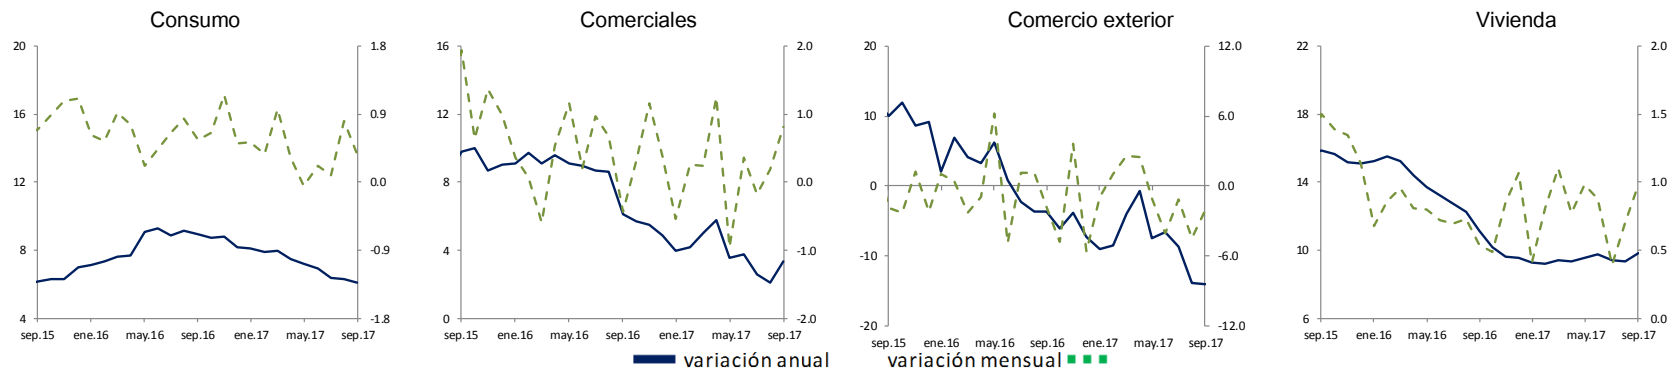 Consumo
Comerciales
Comercio exterior
Vivienda
20 1.8 16 2.0 20 12.0 22 2.0
16 0.9 12 1.0 10 6.0 18 1.5
12 0.0 8 0.0 0 0.0 14 1.0
8 -0.9 4 -1.0 -10 -6.0 10 0.5
4 -1.8 0 -2.0 -20 -12.0 6 0.0
sep.15 ene.16 may.16 sep.16 ene.17 may.17 sep.17
sep.15 ene.16 may.16 sep.16 ene.17 may.17 sep.17
sep.15 ene.16 may.16 sep.16 ene.17 may.17 sep.17
sep.15 ene.16 may.16 sep.16 ene.17 may.17 sep.17
variación anual variación mensual